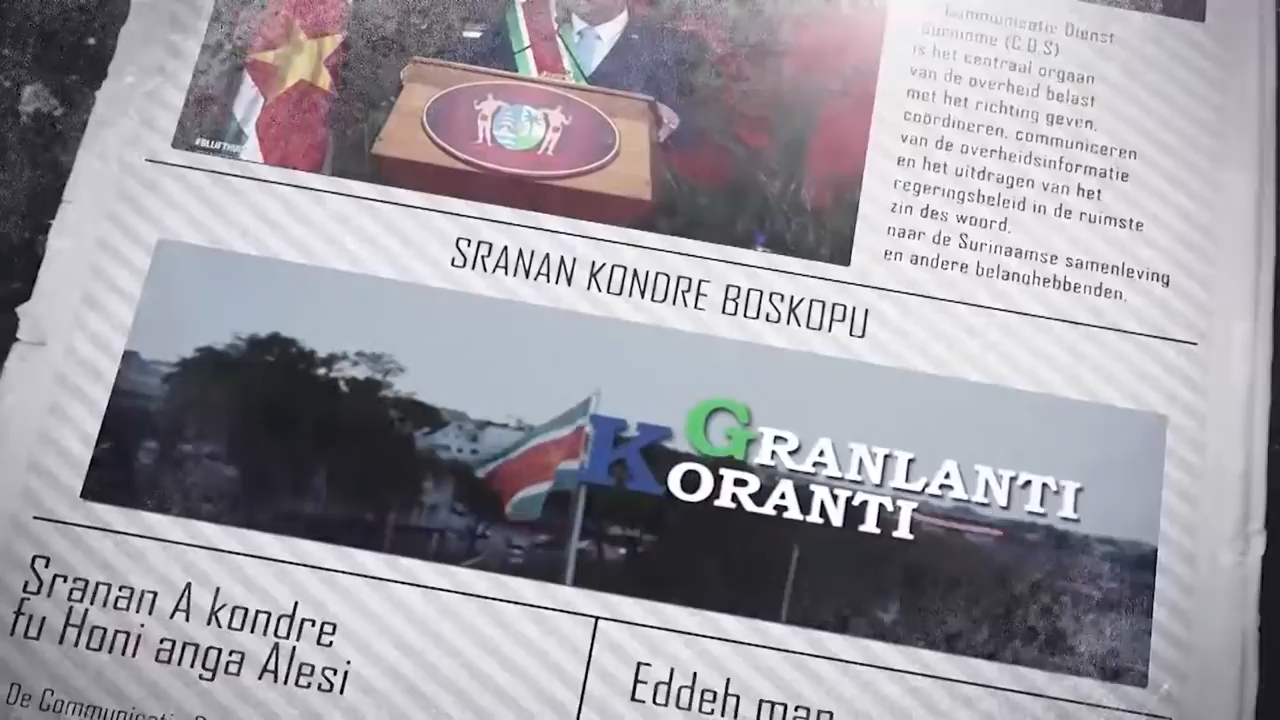 Communicatie Dienst
Suriname (C.D.S)
is het centraal orgaan
van de overheid belast
met het richting geven,
coördineren, communiceren
van de overheidsinformatie
en het uitdragen van het
regeringsbeleid in de ruimste
zin des woord,
naar de Surinaamse samenleving
en andere belanghebbenden.
SRANAN KONDRE BOSKOPU
GRANLANTI
KORANTI
Sranan A kondre
fu Honi anga Alesi
Eddeh man
De